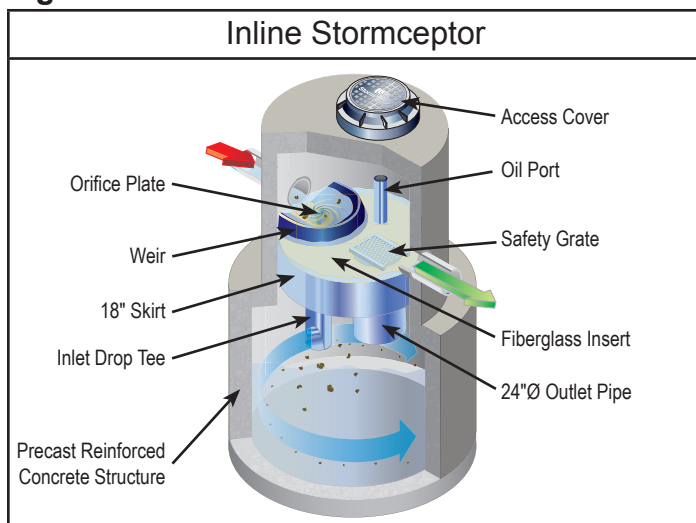 Inline Stormceptor
Access Cover
Oil Port
Orifice Plate
Safety Grate
Weir
18" Skirt
Inlet Drop Tee
Fiberglass Insert
24"Ø Outlet Pipe
Precast Reinforced
Concrete Structure